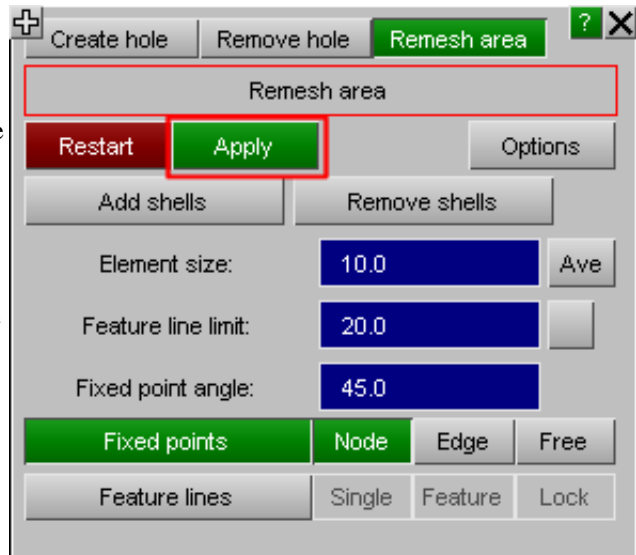 Create hole Remove hole Remesh area ? X
Remesh area
e
Restart Apply Options
Add shells Remove shells
Element size: 10.0 Ave
Feature line limit: 20.0
Fixed point angle: 45.0
Fixed points Node Edge Free
Feature lines Single Feature Lock